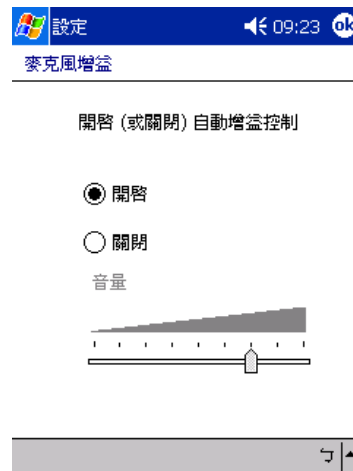 設定 09:23 ok
麥克風增益
開啓 (或關閉) 自動增益控制
開啓
關閉
音量
ㄅ